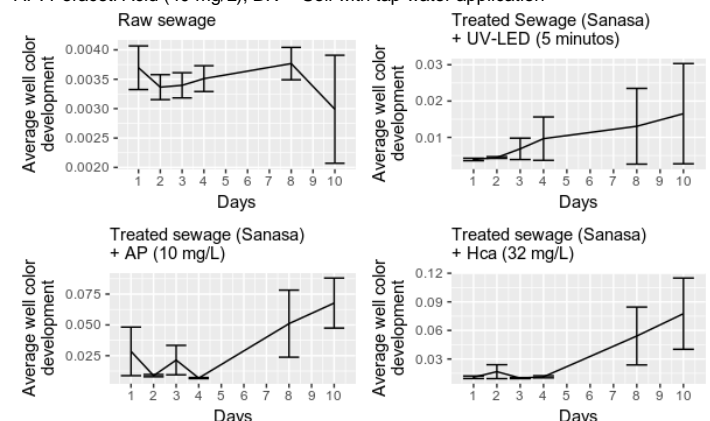 Raw sewage
0.0040
0.0035
0.0030
0.0025
0.0020
Average well color
development
1 2 3 4 5 6 7 8 9 10
Days
Treated Sewage (Sanasa)
+ UV-LED (5 minutos)
0.03
0.02
0.01
Average well color
development
1 2 3 4 5 6 7 8 9 10
Days
Treated sewage (Sanasa)
+ AP (10 mg/L)
0.075
0.050
0.025
Average well color
development
1 2 3 4 5 6 7 8 9 10
Days
Treated sewage (Sanasa)
+ Hca (32 mg/L)
0.12
0.09
0.06
0.03
Average well color
development
1 2 3 4 5 6 7 8 9 10
Days